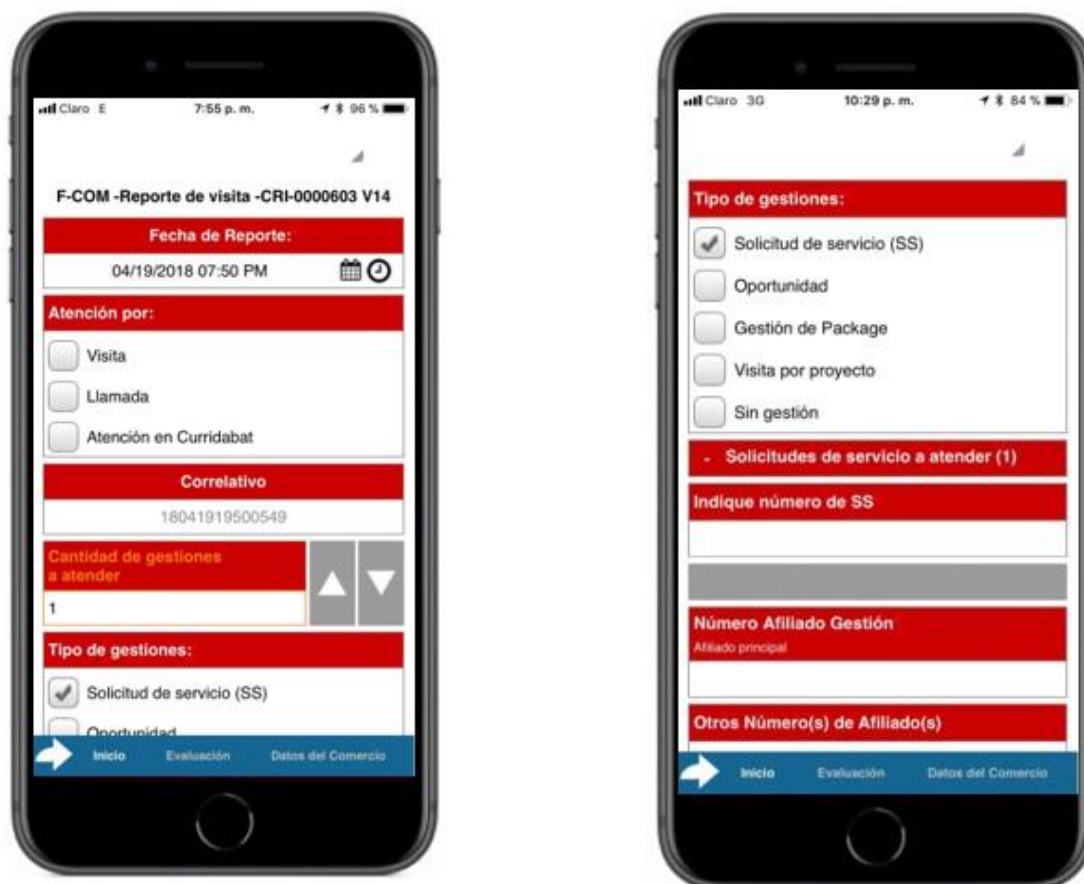 Claro E 7:55 p. m. 96 %
F-COM -Reporte de visita -CRI-0000603 V14
Fecha de Reporte:
04/19/2018 07:50 PM
Atención por:
Visita
Llamada
Atención en Curridabat
Correlativo
18041919500549
Cantidad de gestiones
a atender
1
Tipo de gestiones:
Solicitud de servicio (SS)
Oportunidad
Inicio Evaluación Datos del Comercio
Claro 3G 10:29 p. m. 84 %
Tipo de gestiones:
Solicitud de servicio (SS)
Oportunidad
Gestión de Package
Visita por proyecto
Sin gestión
- Solicitudes de servicio a atender (1)
Indique número de SS
Número Afiliado Gestión
Afiliado principal
Otros Número(s) de Afiliado(s)
Inicio Evaluación Datos del Comercio